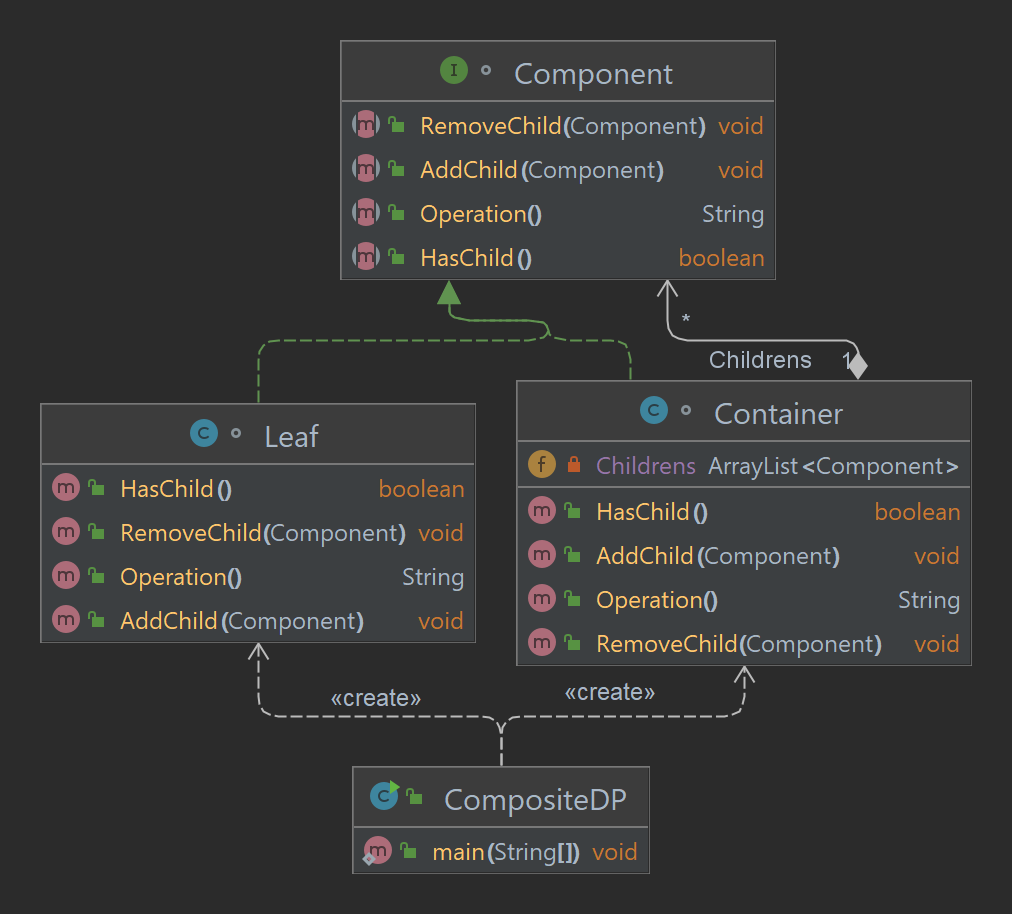 Component
RemoveChild(Component) void
AddChild(Component) void
Operation() String
HasChild() boolean
*
Childrens 1
Leaf
HasChild() boolean
RemoveChild(Component) void
Operation() String
AddChild(Component) void
Container
Childrens ArrayList<Component>
HasChild() boolean
AddChild(Component) void
Operation() String
RemoveChild(Component) void
«create»
«create»
CompositeDP
main(String[]) void